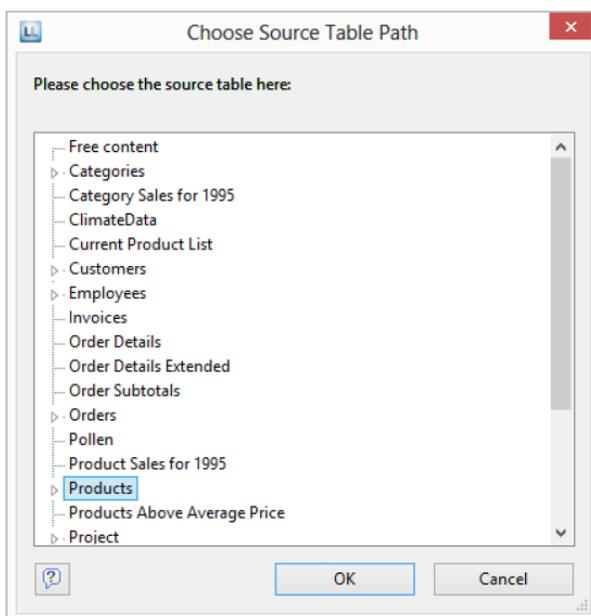 LL
Choose Source Table Path
Please choose the source table here:
Free content
Categories
Category Sales for 1995
ClimateData
Current Product List
Customers
Employees
Invoices
Order Details
Order Details Extended
Order Subtotals
Orders
Pollen
Product Sales for 1995
Products
Products Above Average Price
Project
OK
Cancel